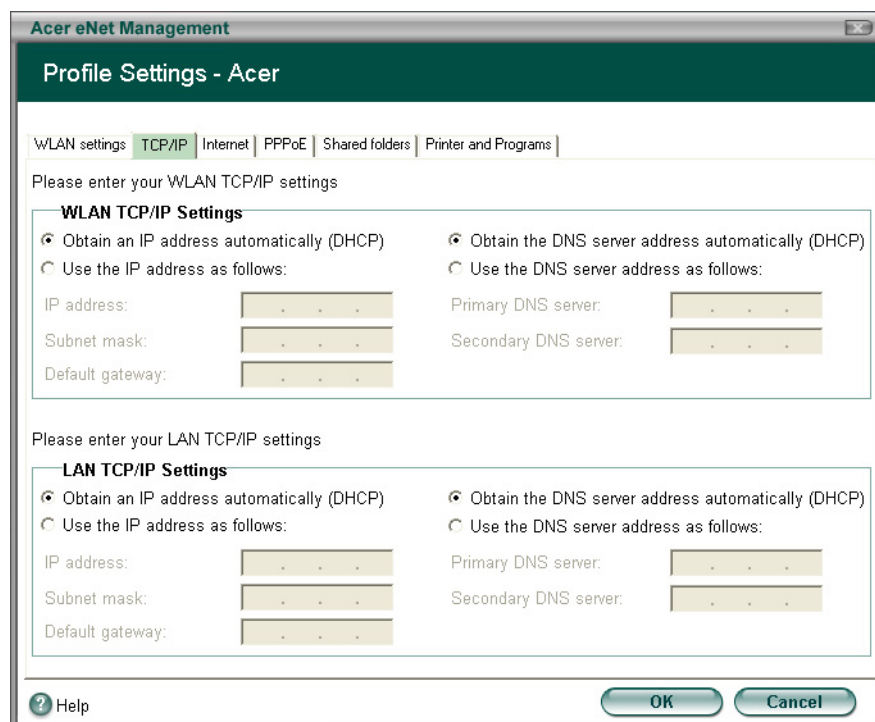 Acer eNet Management
Profile Settings - Acer
WLAN settings TCP/IP Internet PPPoE Shared folders Printer and Programs
Please enter your WLAN TCP/IP settings
WLAN TCP/IP Settings
Obtain an IP address automatically (DHCP) Obtain the DNS server address automatically (DHCP)
Use the IP address as follows: Use the DNS server address as follows:
IP address: Primary DNS server:
Subnet mask: Secondary DNS server:
Default gateway:
Please enter your LAN TCP/IP settings
LAN TCP/IP Settings
Obtain an IP address automatically (DHCP) Obtain the DNS server address automatically (DHCP)
Use the IP address as follows: Use the DNS server address as follows:
IP address: Primary DNS server:
Subnet mask: Secondary DNS server:
Default gateway:
? Help OK Cancel